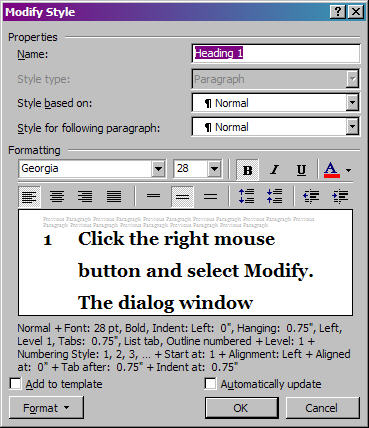 Modify Style
Properties
Name: Heading 1
Style type: Paragraph
Style based on: ¶ Normal
Style for following paragraph: ¶ Normal
Formatting
Georgia 28 B I U A
Previous Paragraph Previous Paragraph Previous Paragraph Previous Paragraph Previous
Paragraph Previous Paragraph Previous Paragraph Previous Paragraph
1 Click the right mouse
button and select Modify.
The dialog window
Normal + Font: 28 pt, Bold, Indent: Left: 0", Hanging: 0.75", Left,
Level 1, Tabs: 0.75", List tab, Outline numbered + Level: 1 +
Numbering Style: 1, 2, 3, ... + Start at: 1 + Alignment: Left + Aligned
at: 0" + Tab after: 0.75" + Indent at: 0.75"
Add to template Automatically update
Format OK Cancel